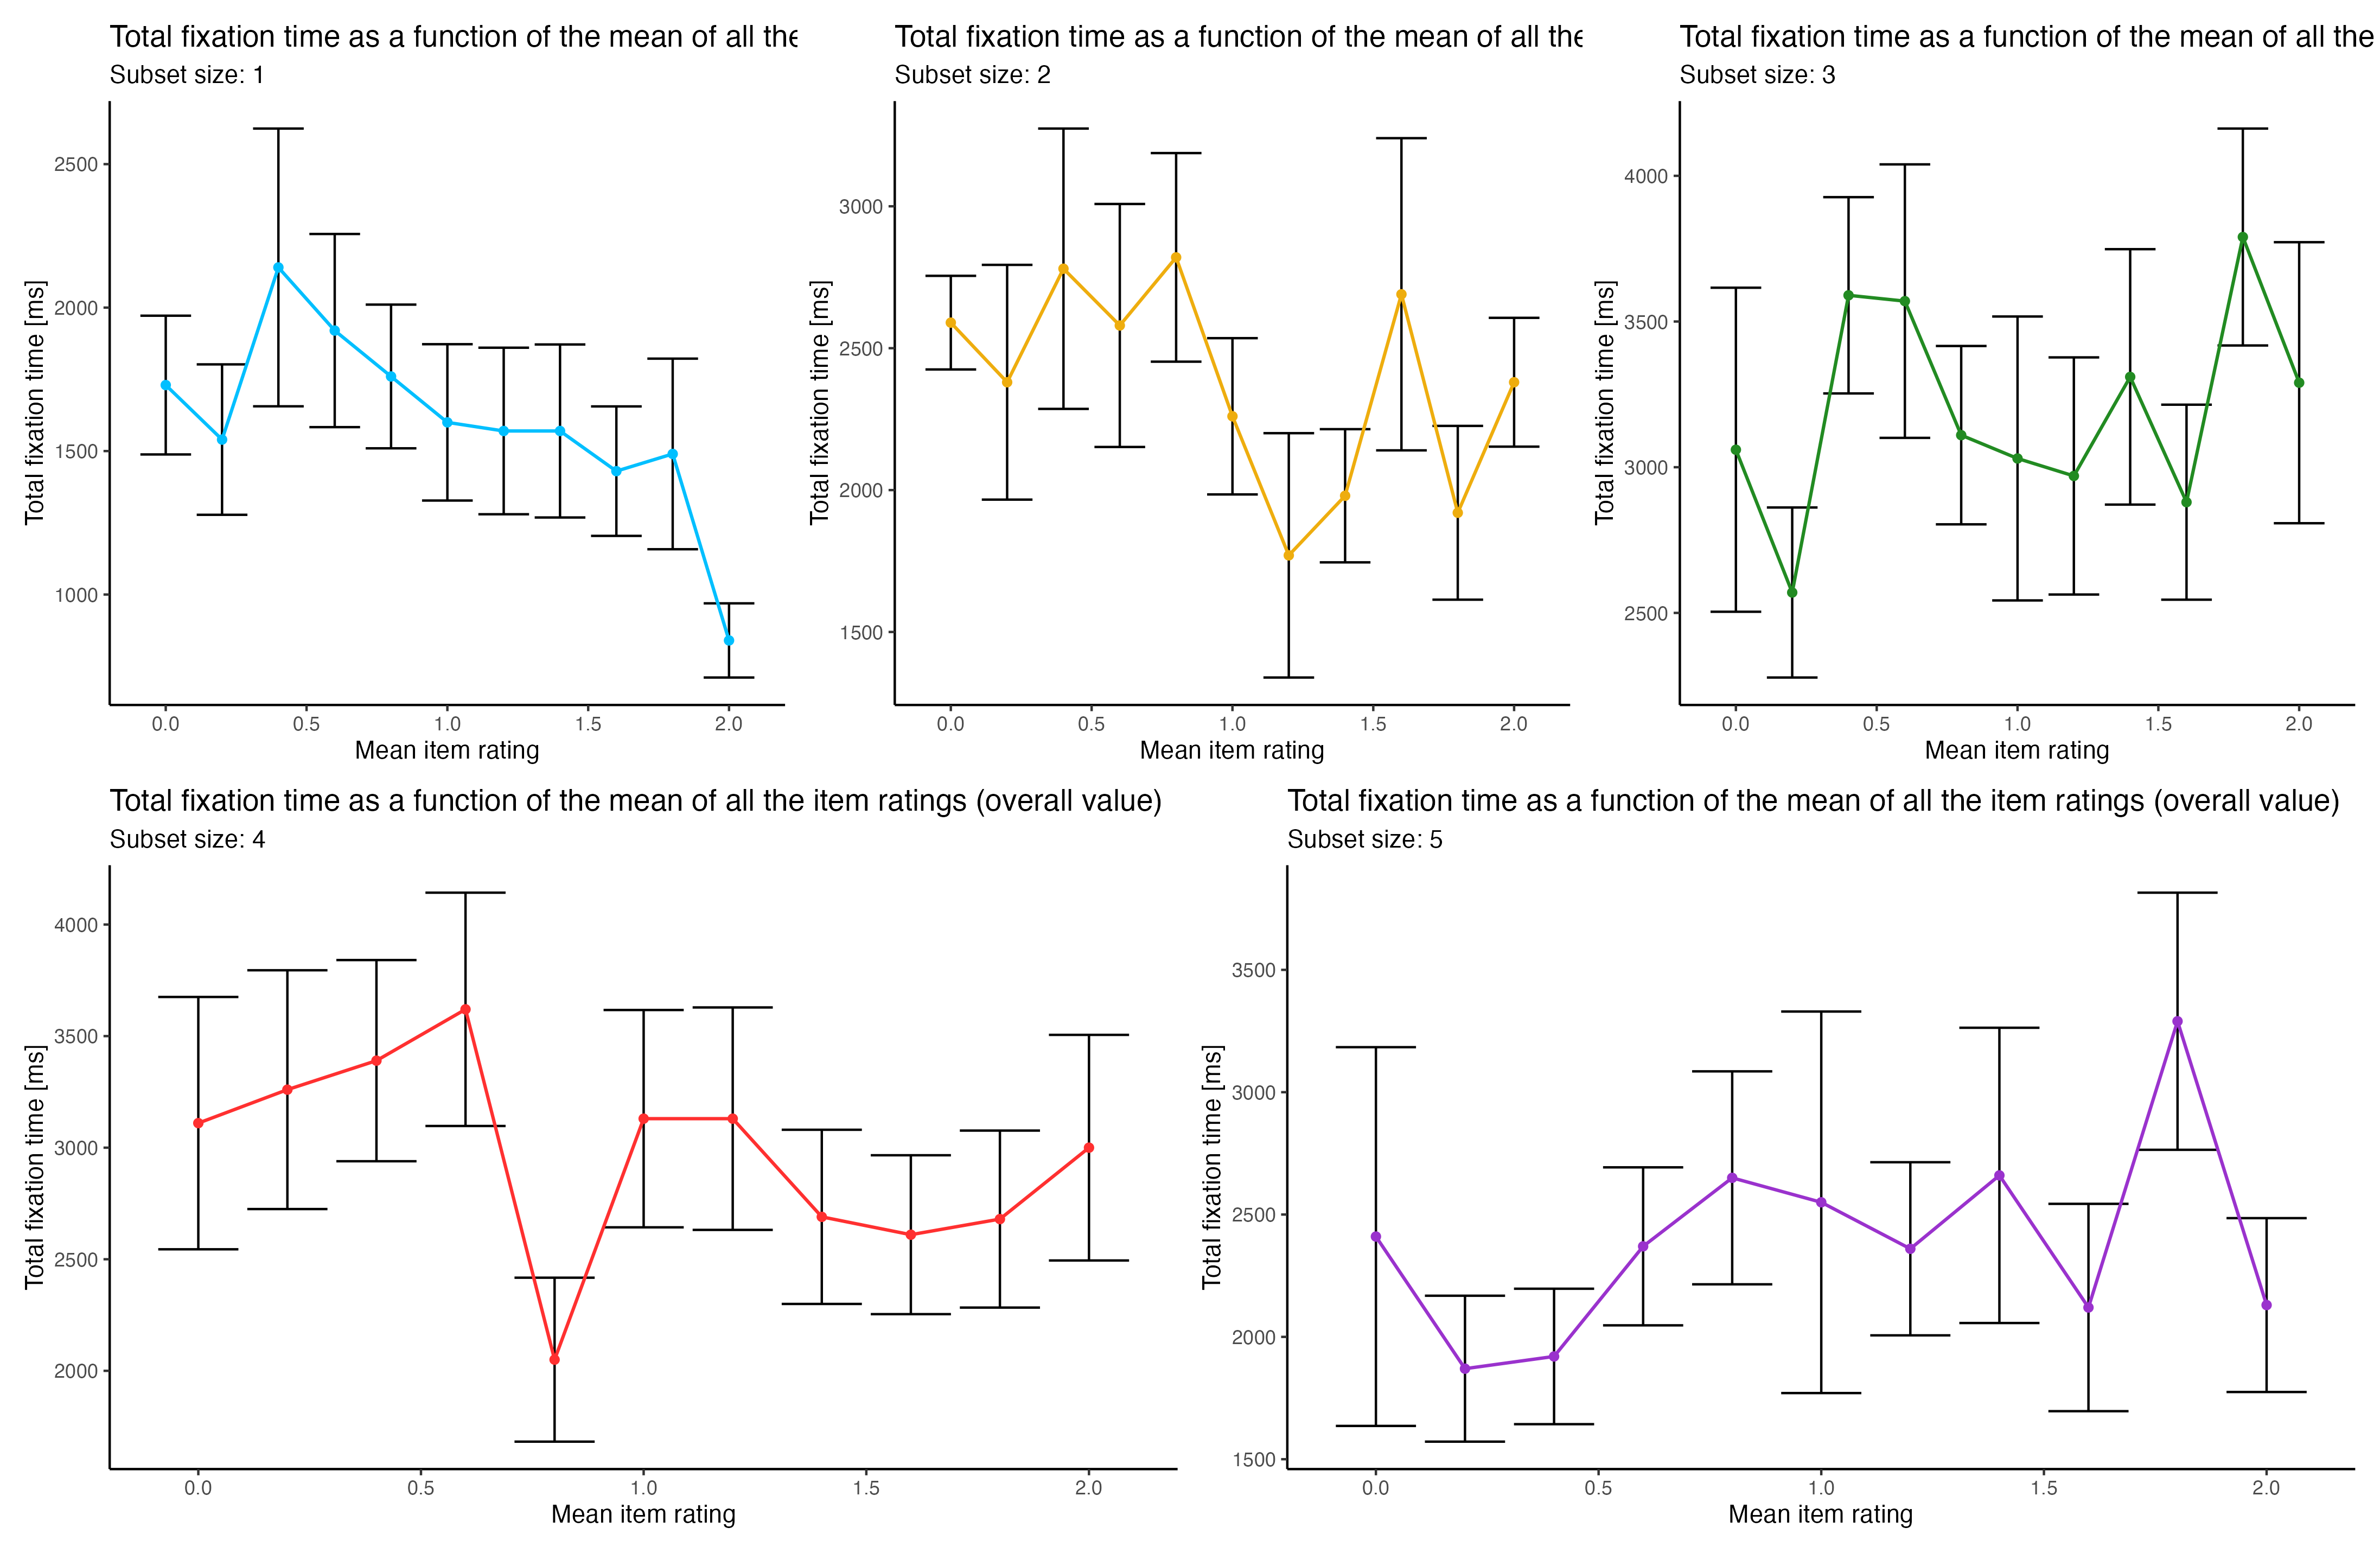 Total fixation time as a function of the mean of all the
Subset size: 1
Total fixation time [ms]
2500
2000
1500
1000
0.0 0.5 1.0 1.5 2.0
Mean item rating
Total fixation time as a function of the mean of all the
Subset size: 2
Total fixation time [ms]
3000
2500
2000
1500
0.0 0.5 1.0 1.5 2.0
Mean item rating
Total fixation time as a function of the mean of all the
Subset size: 3
Total fixation time [ms]
4000
3500
3000
2500
0.0 0.5 1.0 1.5 2.0
Mean item rating
Total fixation time as a function of the mean of all the item ratings (overall value)
Subset size: 4
Total fixation time [ms]
4000
3500
3000
2500
2000
0.0 0.5 1.0 1.5 2.0
Mean item rating
Total fixation time as a function of the mean of all the item ratings (overall value)
Subset size: 5
Total fixation time [ms]
3500
3000
2500
2000
1500
0.0 0.5 1.0 1.5 2.0
Mean item rating